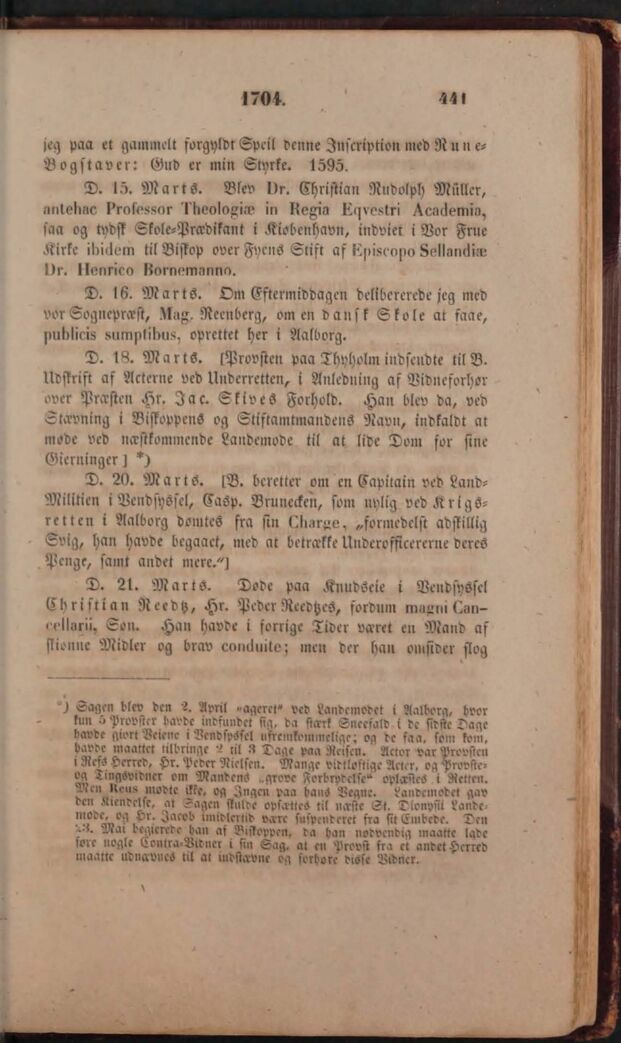 1704.
441
jeg paa et gammelt forgyldt Speil denne Inscription med Rune-
Bogstaver: Gud er min Styrke. 1595.
D. 15. Marts. Blev Dr. Christian Rudolph Müller,
antehac Professor Theologiæ in Regia Eqvestri Academia,
saa og tydsk Skole-Prædikant i Kiøbenhavn, indviet i Vor Frue
Kirke ibidem til Biskop over Fyens Stift af Episcopo Sellandiæ
Dr. Henrico Bornemanno.
D. 16. Marts. Om Eftermiddagen delibererede jeg med
vor Sognepræst, Mag. Reenberg, om en dansk Skole at faae,
publicis sumptibus, oprettet her i Aalborg.
D. 18. Marts. [Provsten paa Thyholm indsendte til B.
Udskrift af Acterne ved Underretten, i Anledning af Vidneforhør
over Præsten Hr. Jac. Skives Forhold. Han blev da, ved
Stævning i Biskoppens og Stiftamtmandens Navn, indkaldt at
møde ved næstkommende Landemode til at lide Dom for sine
Gierninger] *)
D. 20. Marts. [B. beretter om en Capitain ved Land-
Militien i Vendsyssel, Casp. Brunecken, som nylig ved Krigs-
retten i Aalborg dømtes fra sin Charge, „formedelst adskillig
Svig, han havde begaaet, med at betrække Underofficererne deres
Penge, samt andet mere."]
D. 21. Marts. Døde paa Knudseie i Vendsyssel
Christian Reedtz, Hr. Peder Reedtzes, fordum magni Can-
cellarii, Søn. Han havde i forrige Tider været en Mand af
skiønne Midler og brav conduite; men der han omsider slog
*) Sagen blev den 2. April "ageret" ved Landemodet i Aalborg, hvor
kun 5 Provster havde indfundet sig, da stærk Sneefald i de sidste Dage
havde giort Veiene i Vendsyssel ufremkommelige; og de faa, som kom,
havde maattet tilbringe 2 til 3 Dage paa Reisen. Actor var Provsten
i Refs Herred, Hr. Peder Nielsen. Mange vidtløftige Acter, og Provste-
og Tingsvidner om Mandens „grove Forbrydelse" oplæstes i Retten.
Men Reus mødte ikke, og Ingen paa hans Vegne. Landemodet gav
den Kiendelse, at Sagen skulde opsættes til næste St. Dionysii Lande-
mode, og Hr. Jacob imidlertid være suspenderet fra sit Embede. Den
23. Mai begierede han af Biskoppen, da han nødvendig maatte lade
føre nogle Contra-Vidner i sin Sag, at en Provst fra et andet Herred
maatte udnævnes til at indstævne og forhøre disse Vidner.